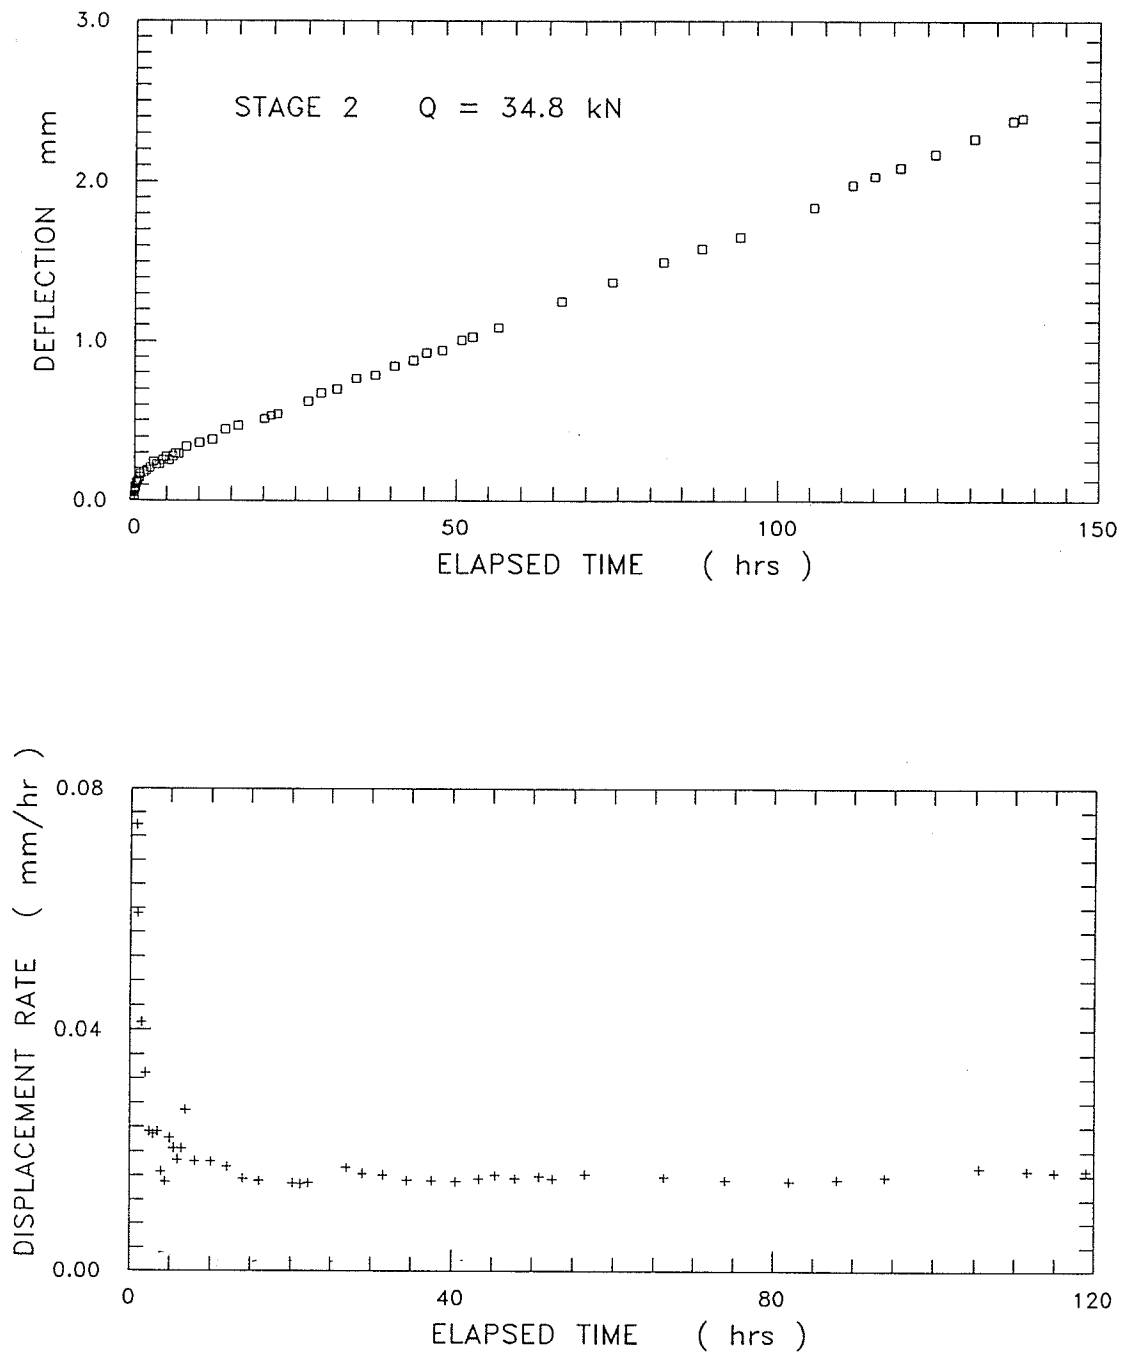 3.0
STAGE 2 Q = 34.8 kN
2.0
DEFLECTION mm
1.0
0.0
0 50 100 150
ELAPSED TIME ( hrs )
0.08
DISPLACEMENT RATE ( mm/hr )
0.04
0.00
0 40 80 120
ELAPSED TIME ( hrs )